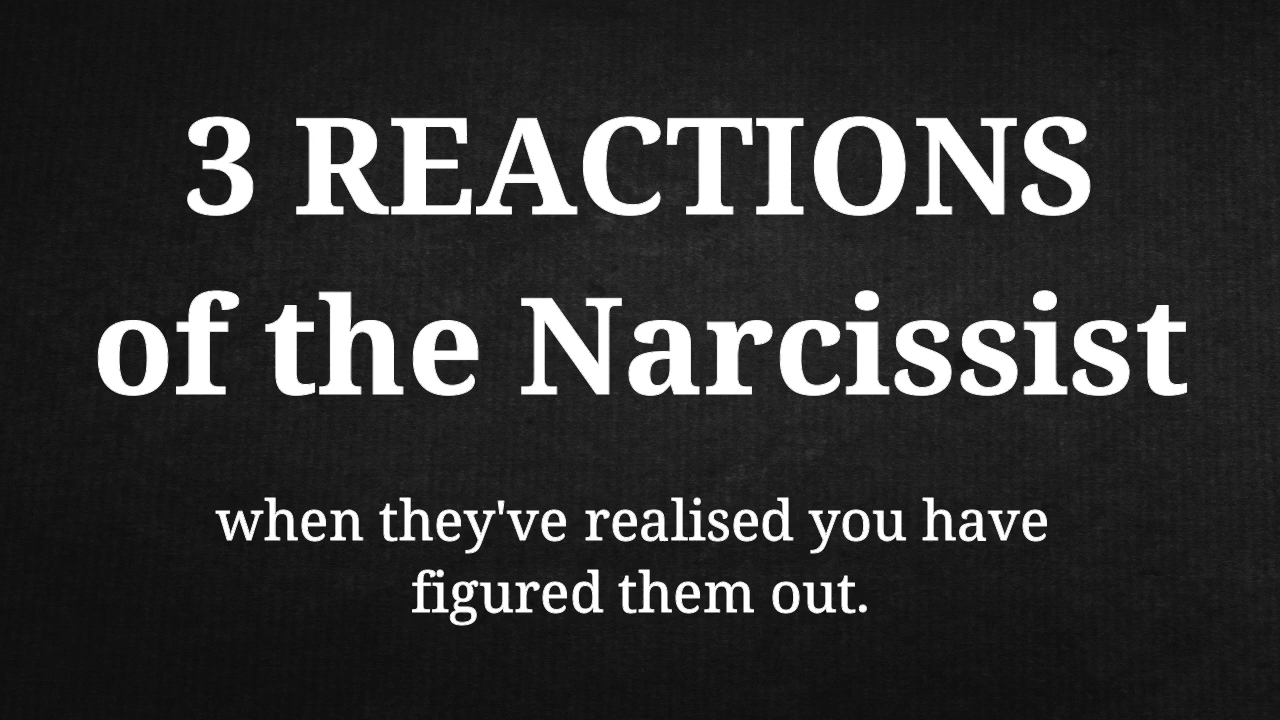 3 REACTIONS
of the Narcissist
when they've realised you have
figured them out.